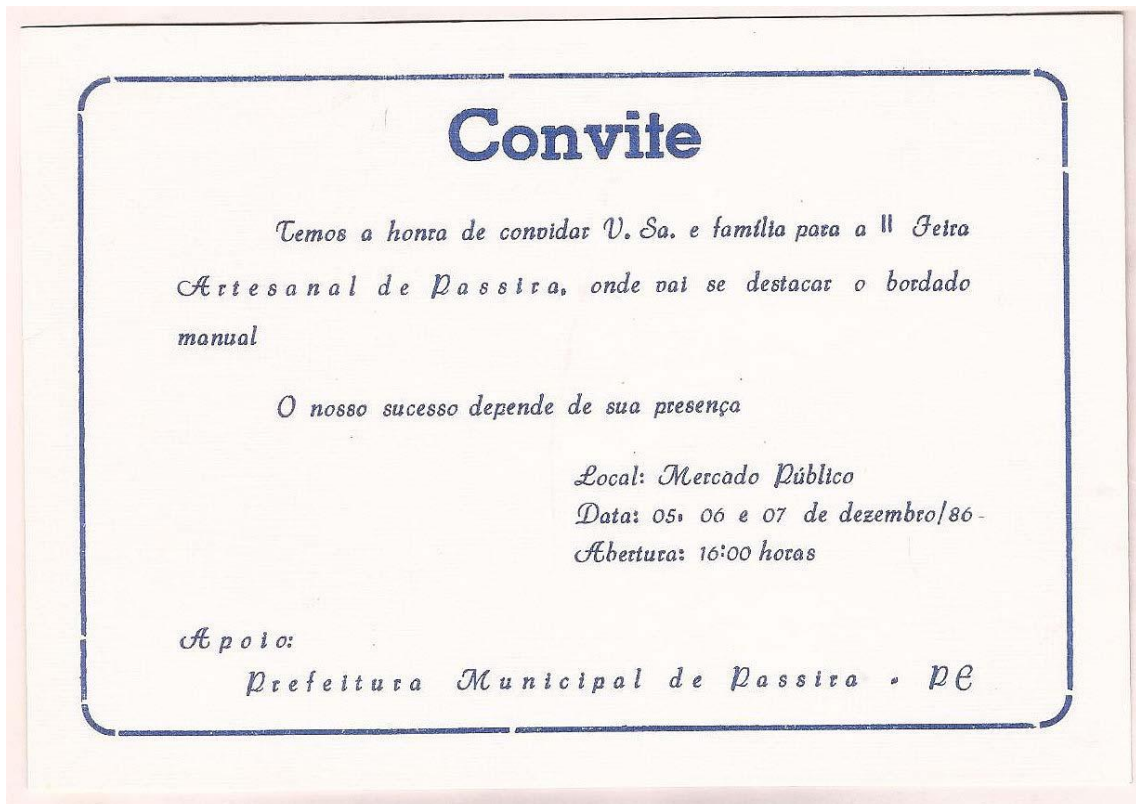 Convite
Temos a honra de convidar V. Sa. e família para a II Feira
Artesanal de Passira, onde vai se destacar o bordado
manual
O nosso sucesso depende de sua presença
Local: Mercado Público
Data: 05, 06 e 07 de dezembro/86 -
Abertura: 16:00 horas
Apoio:
Prefeitura Municipal de Passira - PE